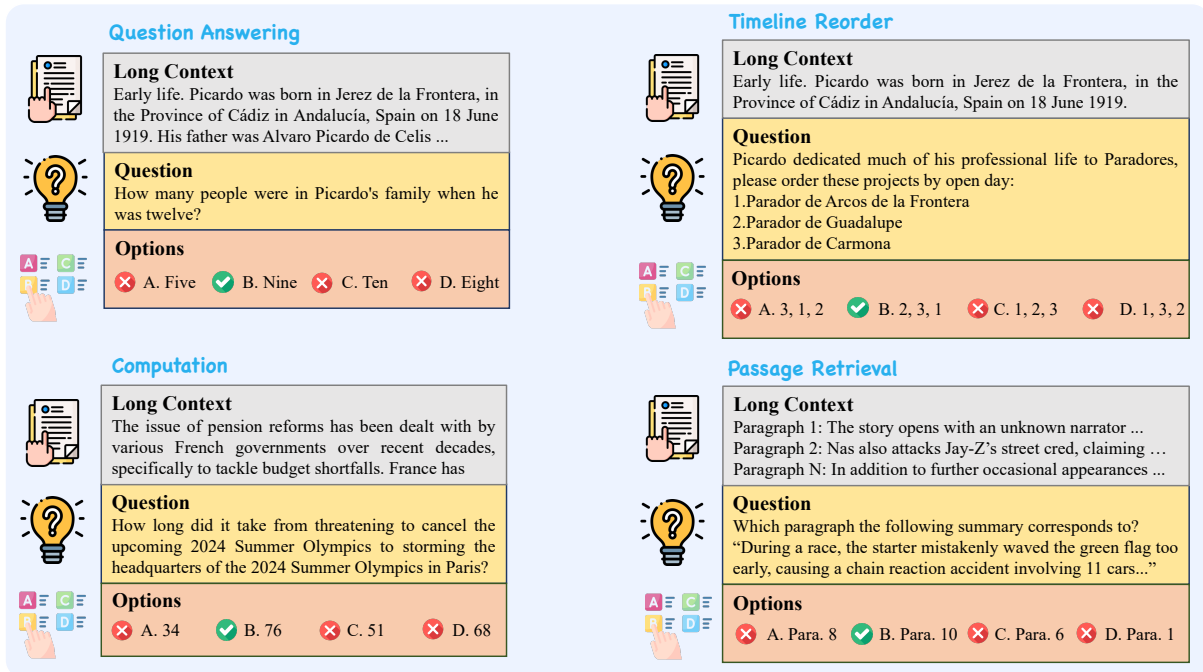 Question Answering
Long Context
Early life. Picardo was born in Jerez de la Frontera, in
the Province of Cádiz in Andalucía, Spain on 18 June
1919. His father was Alvaro Picardo de Celis ...
Question
How many people were in Picardo's family when he
was twelve?
A
C
B
D
Options
A. Five B. Nine C. Ten D. Eight
Timeline Reorder
Long Context
Early life. Picardo was born in Jerez de la Frontera, in the
Province of Cádiz in Andalucía, Spain on 18 June 1919.
Question
Picardo dedicated much of his professional life to Paradores,
please order these projects by open day:
1.Parador de Arcos de la Frontera
2.Parador de Guadalupe
3.Parador de Carmona
A
C
B
D
Options
A. 3, 1, 2 B. 2, 3, 1 C. 1, 2, 3 D. 1, 3, 2
Computation
Long Context
The issue of pension reforms has been dealt with by
various French governments over recent decades,
specifically to tackle budget shortfalls. France has
Question
How long did it take from threatening to cancel the
upcoming 2024 Summer Olympics to storming the
headquarters of the 2024 Summer Olympics in Paris?
A
C
B
D
Options
A. 34 B. 76 C. 51 D. 68
Passage Retrieval
Long Context
Paragraph 1: The story opens with an unknown narrator ...
Paragraph 2: Nas also attacks Jay-Z’s street cred, claiming …
Paragraph N: In addition to further occasional appearances ...
Question
Which paragraph the following summary corresponds to?
“During a race, the starter mistakenly waved the green flag too
early, causing a chain reaction accident involving 11 cars...”
A
C
B
D
Options
A. Para. 8 B. Para. 10 C. Para. 6 D. Para. 1